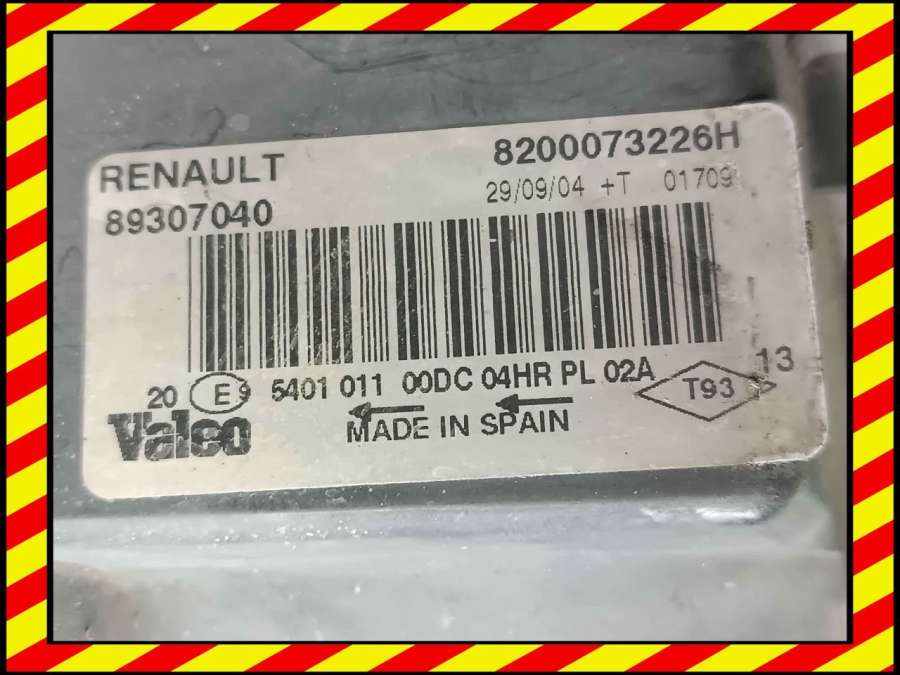 RENAULT 8200073226H
89307040 29/09/04 +T 01709
20 E9 5401 011 00DC 04HR PL 02A T93 13
Valeo MADE IN SPAIN